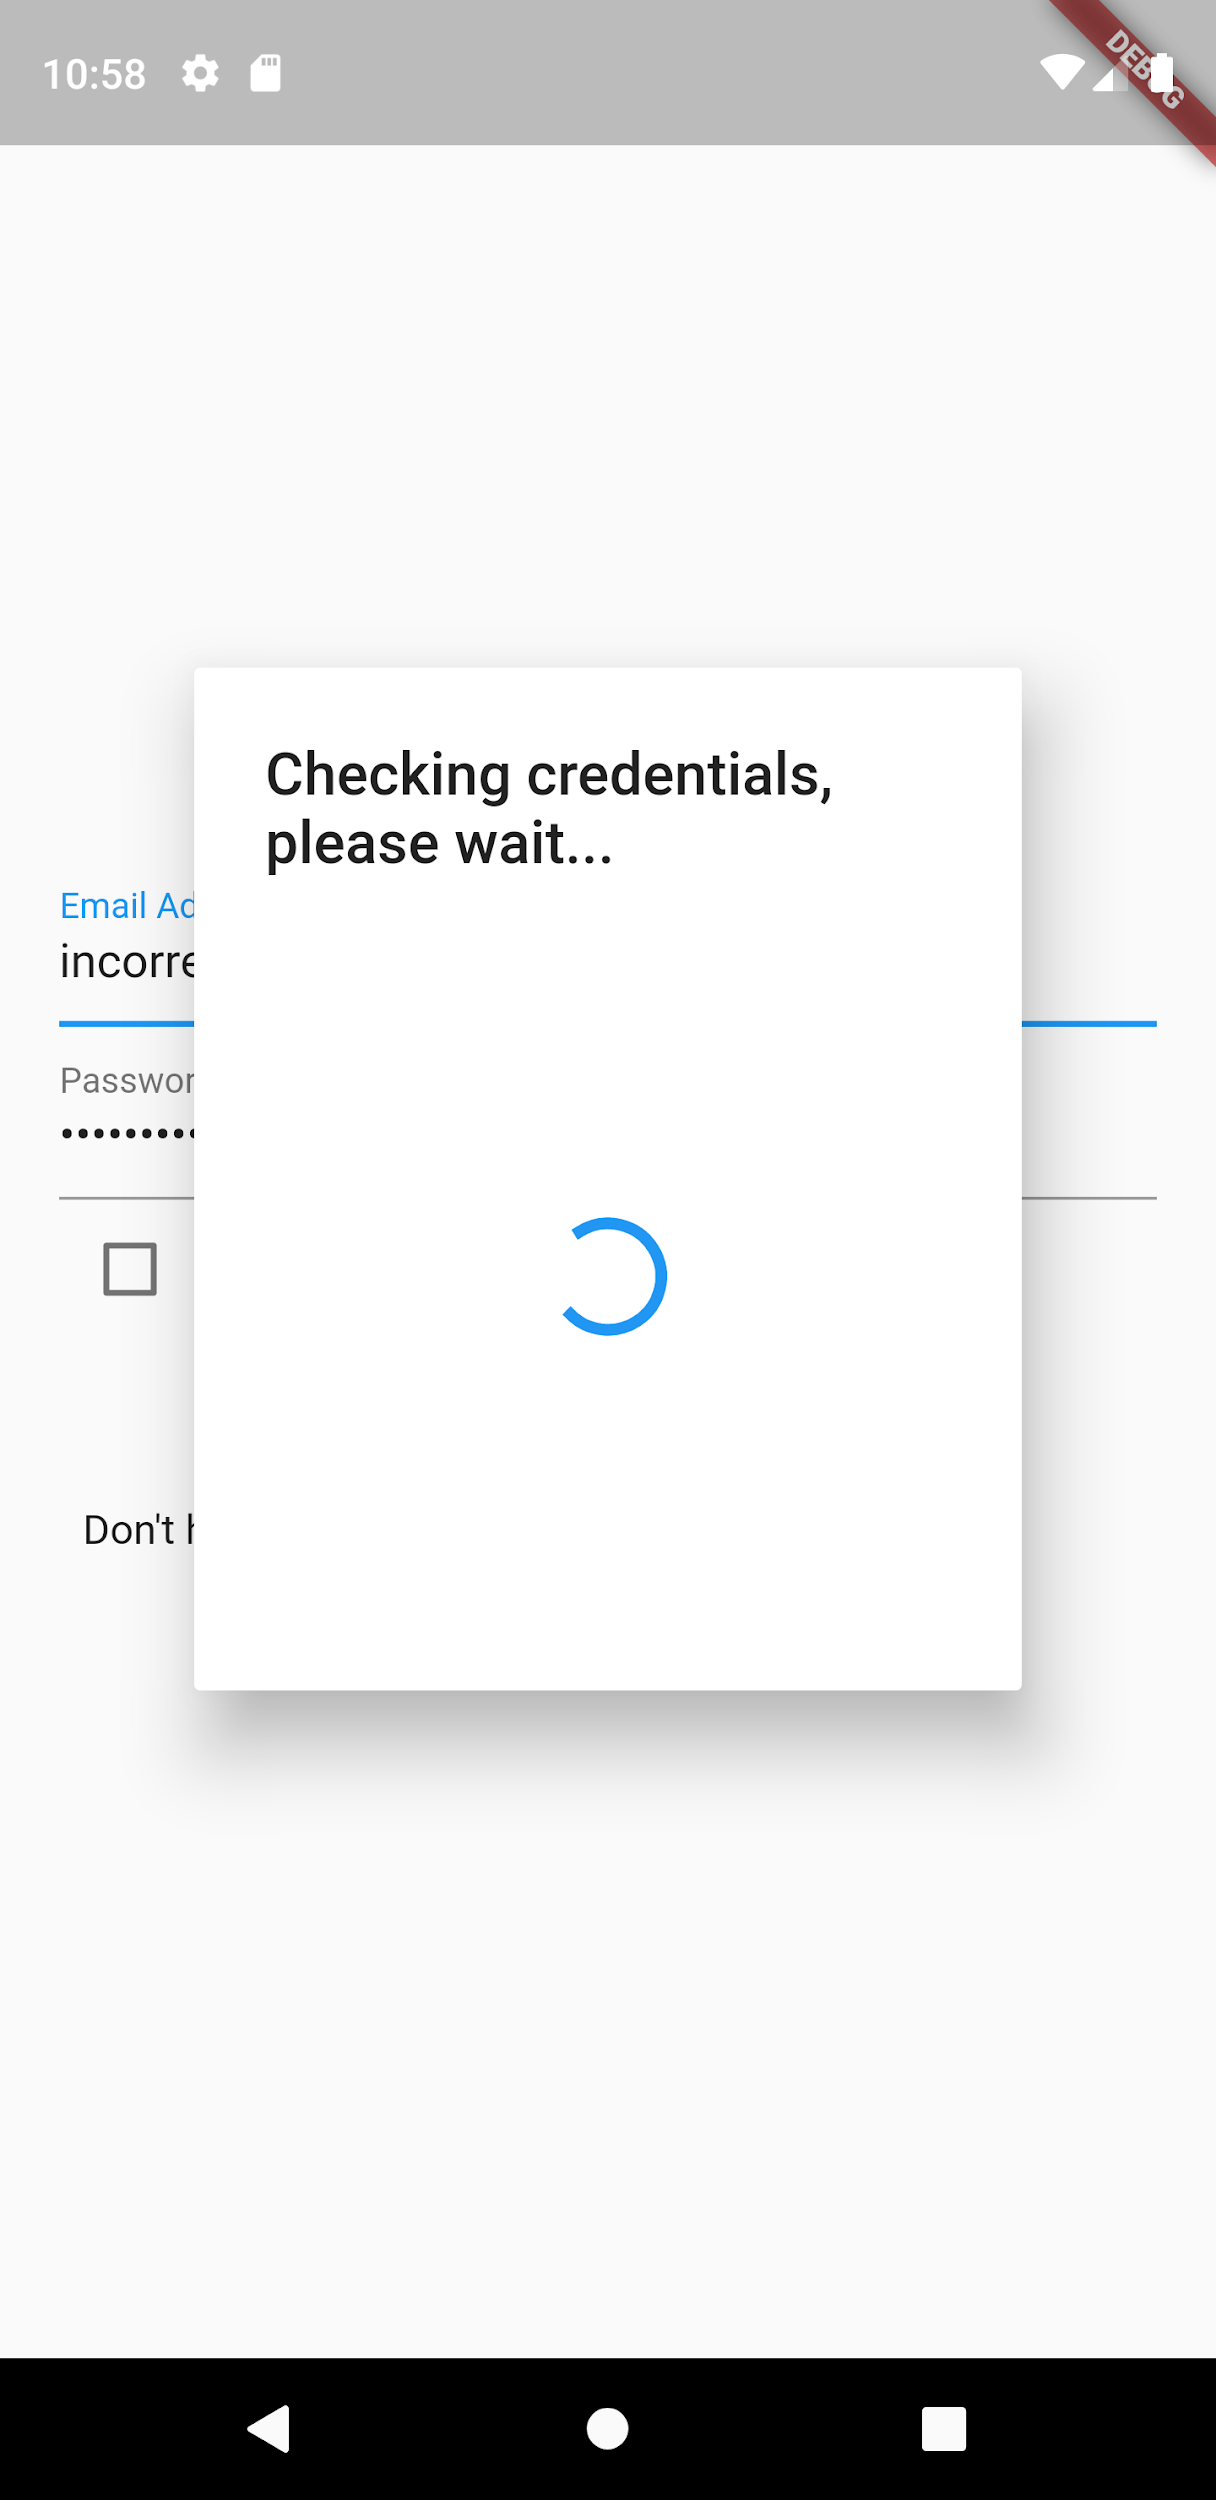 10:58
DEBUG
Checking credentials,
please wait...
Email Ad
incorre
Passwor
Don't h